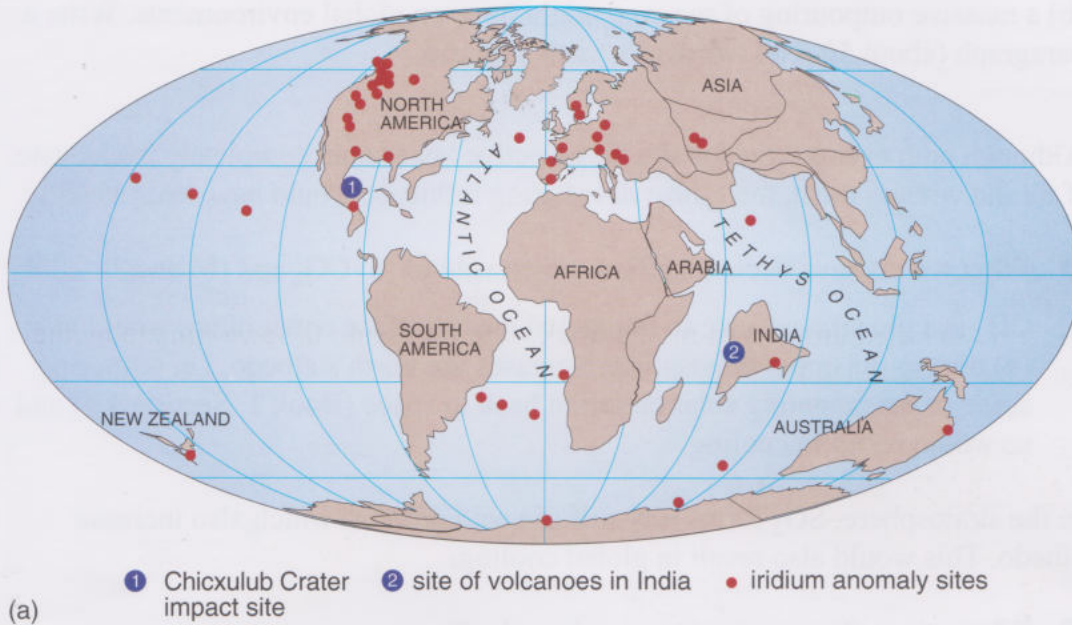 ASIA
NORTH
AMERICA
ATLANTIC OCEAN
TETHYS OCEAN
1
AFRICA
ARABIA
SOUTH
AMERICA
INDIA
2
NEW ZEALAND
AUSTRALIA
1 Chicxulub Crater
impact site
2 site of volcanoes in India
iridium anomaly sites
(a)